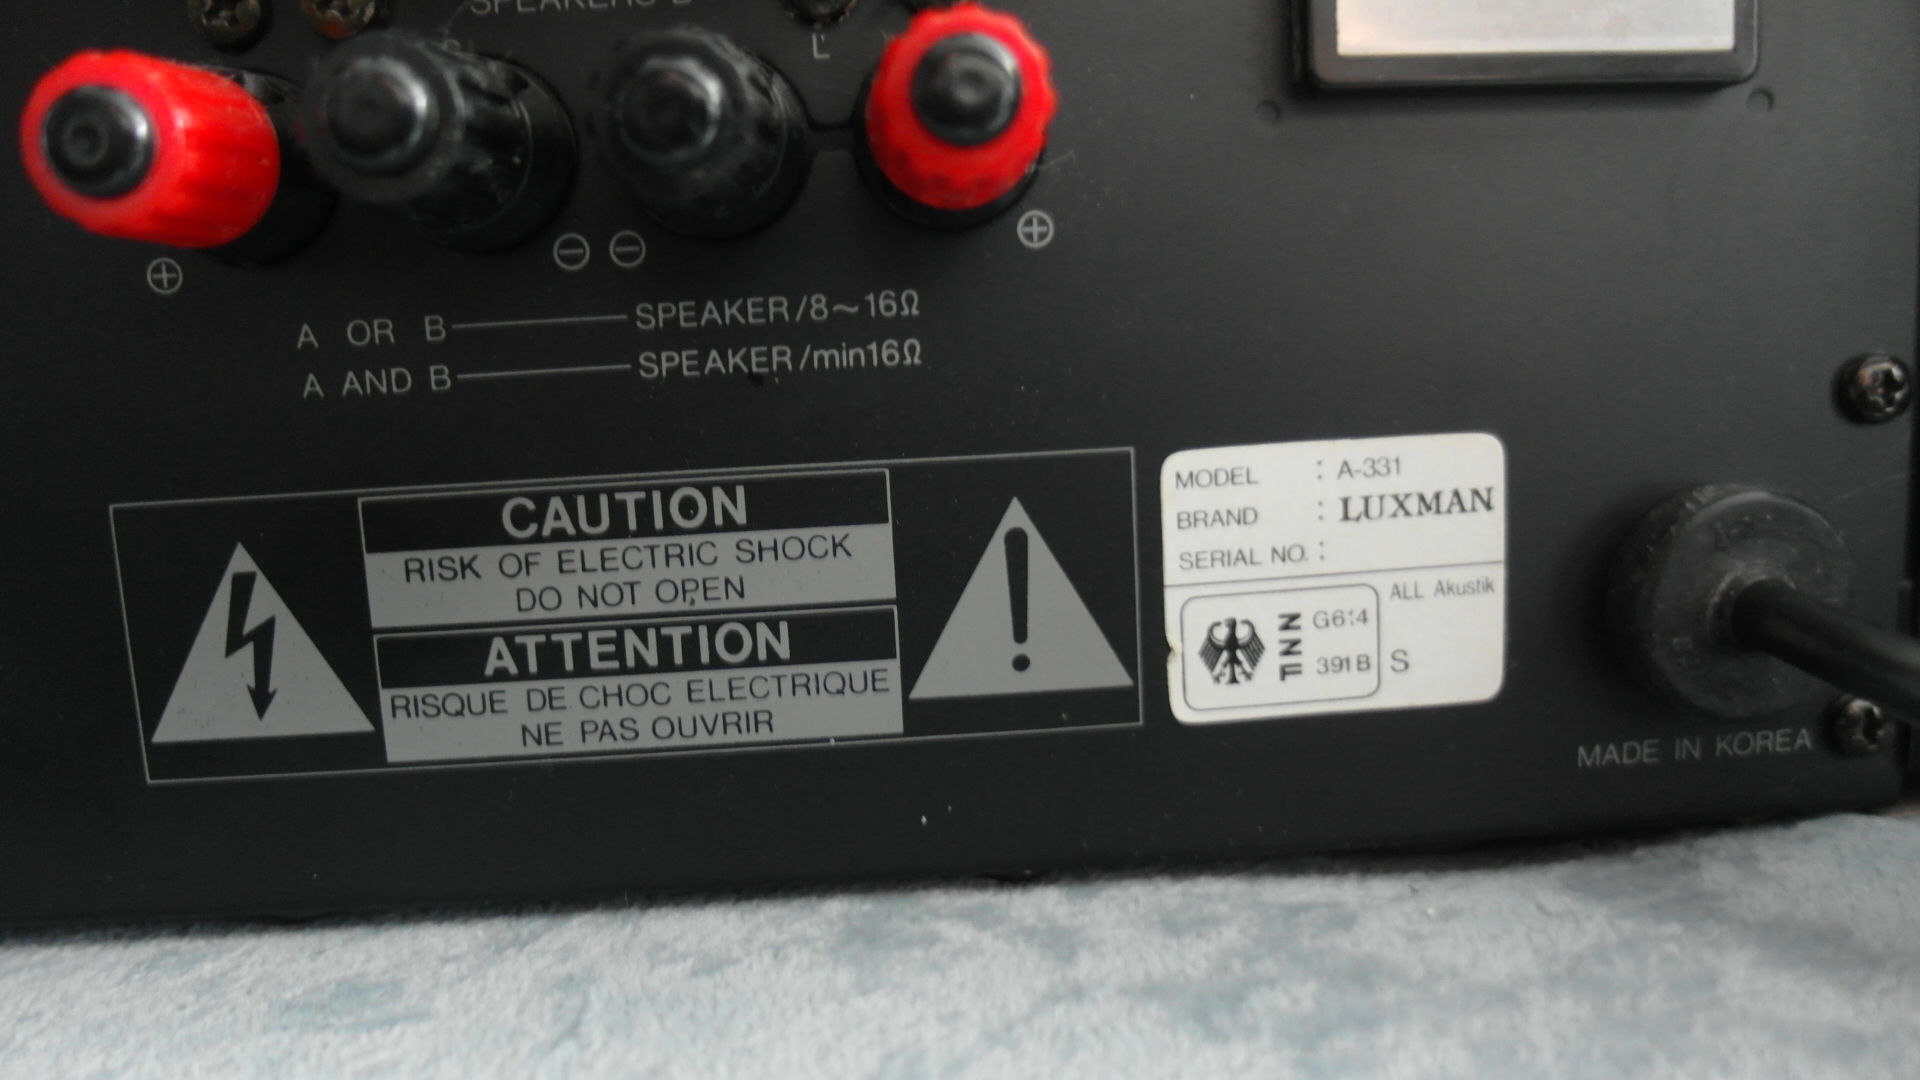 SPEAKERS B
L
⊕ ⊖ ⊖ ⊕
A OR B — SPEAKER/8~16Ω
A AND B — SPEAKER/min16Ω
CAUTION
RISK OF ELECTRIC SHOCK
DO NOT OPEN
ATTENTION
RISQUE DE CHOC ELECTRIQUE
NE PAS OUVRIR
MODEL : A-331
BRAND : LUXMAN
SERIAL NO. :
ALL Akustik
G614
391B
S
MADE IN KOREA